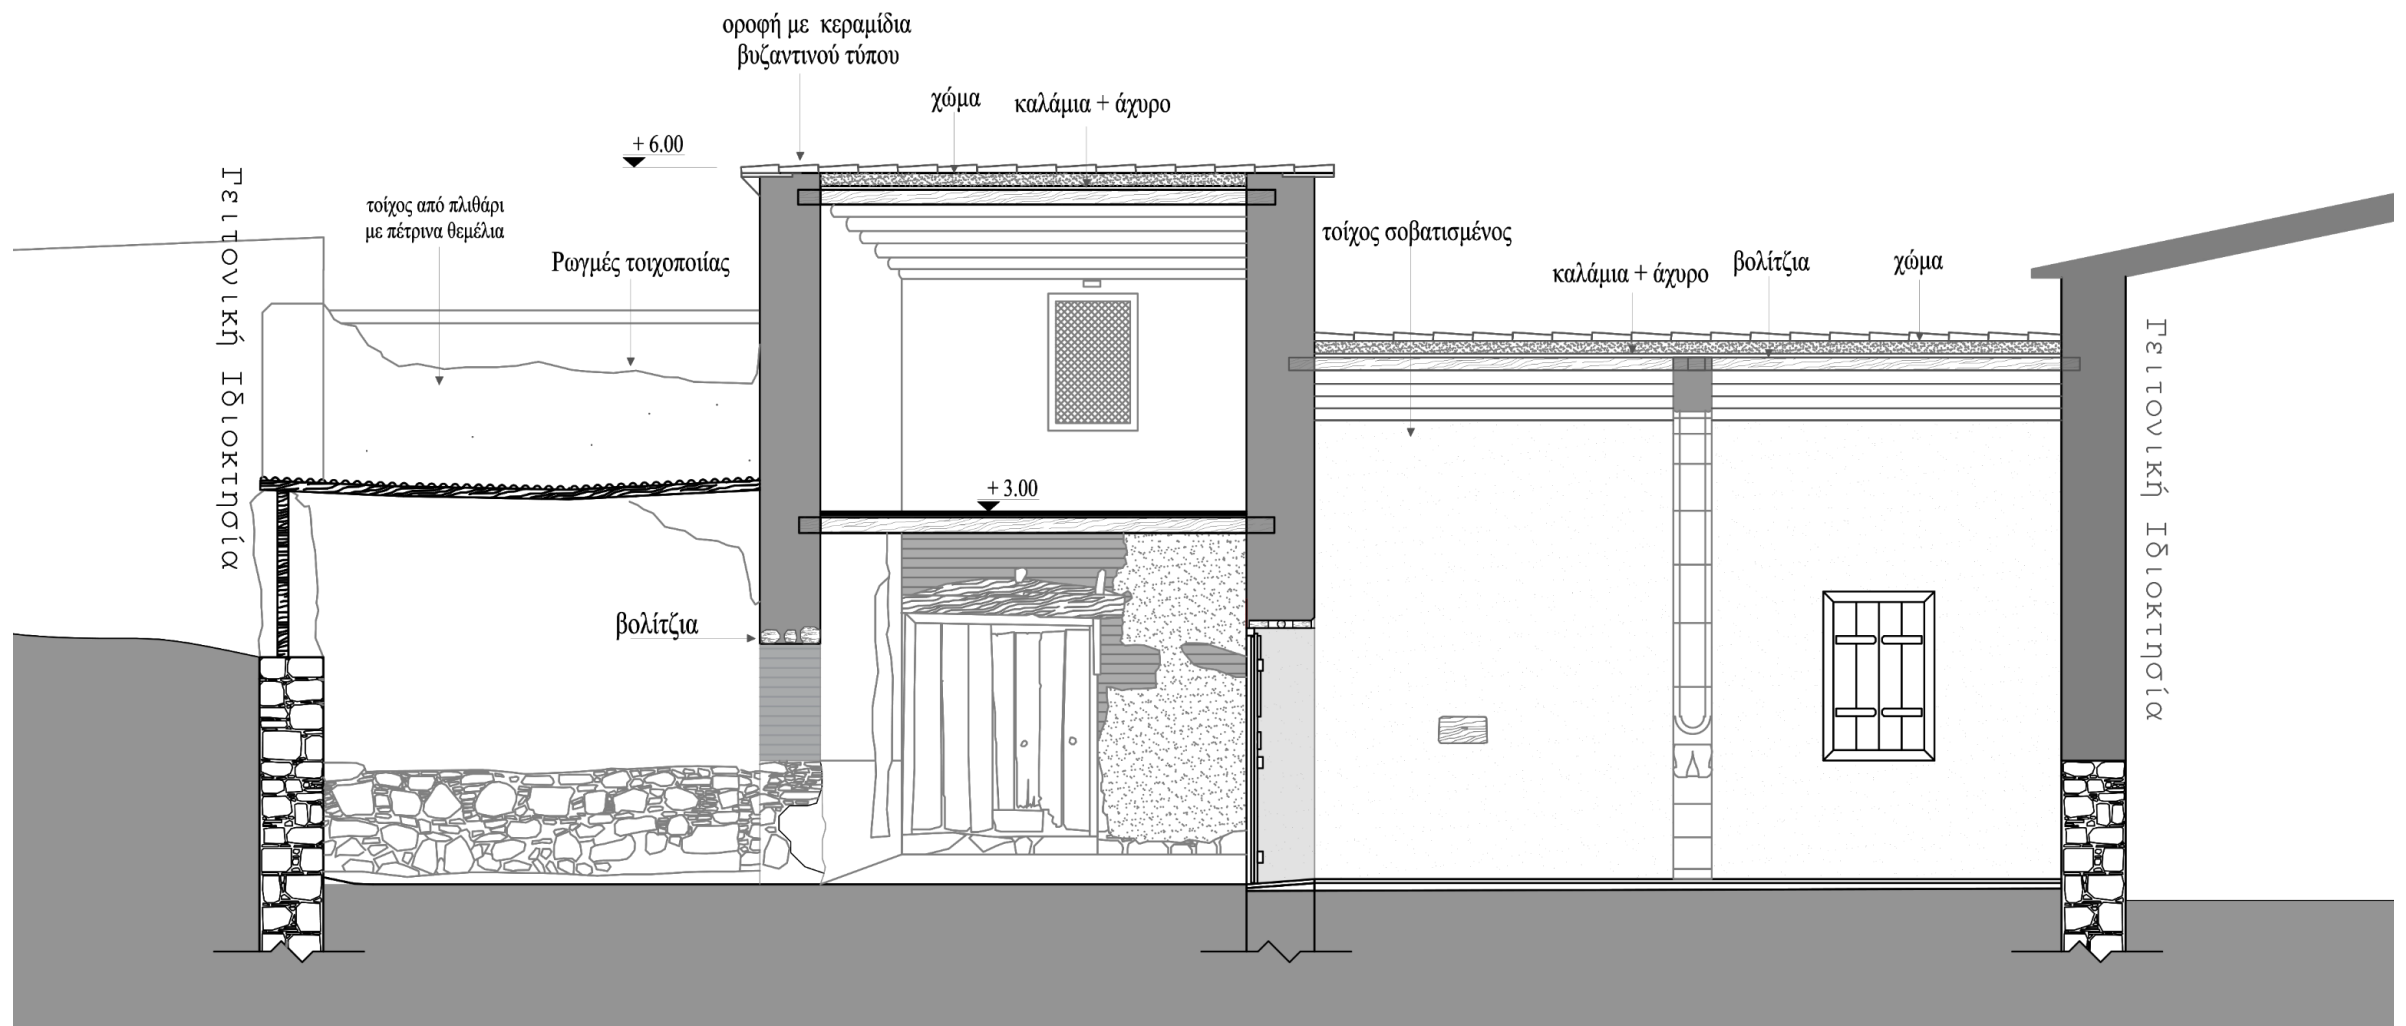 οροφή με κεραμίδια
βυζαντινού τύπου
χώμα
καλάμια + άχυρο
+ 6.00
τοίχος από πλιθάρι
με πέτρινα θεμέλια
Ρωγμές τοιχοποιίας
τοίχος σοβατισμένος
καλάμια + άχυρο
βολίτζια
χώμα
Γειτονική Ιδιοκτησία
+ 3.00
βολίτζια
Γειτονική Ιδιοκτησία